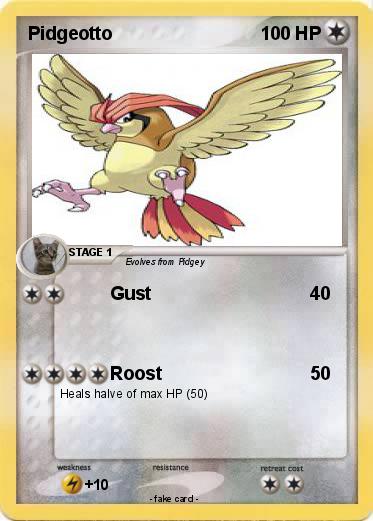 Pidgeotto 100 HP
STAGE 1
Evolves from Pidgey
Gust 40
Roost 50
Heals halve of max HP (50)
weakness resistance retreat cost
+10
- fake card -